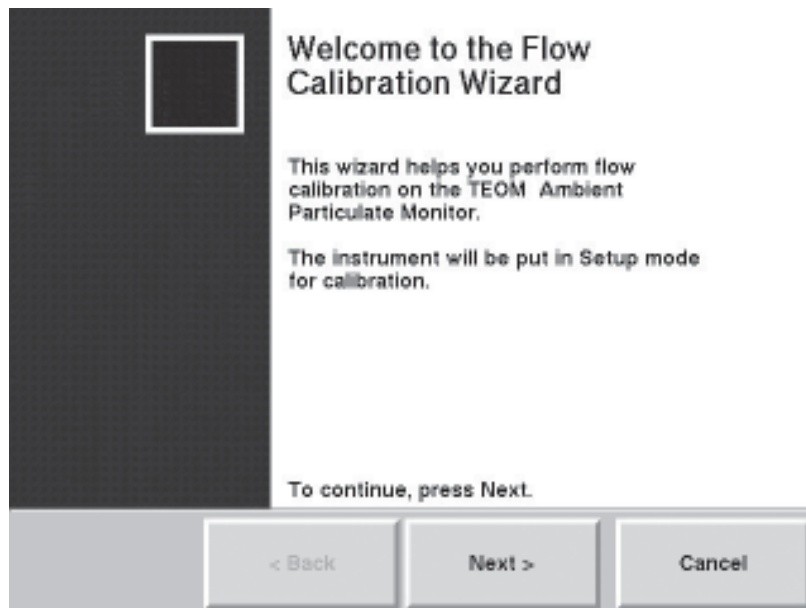 Welcome to the Flow
Calibration Wizard
This wizard helps you perform flow
calibration on the TEOM Ambient
Particulate Monitor.
The instrument will be put in Setup mode
for calibration.
To continue, press Next.
< Back
Next >
Cancel